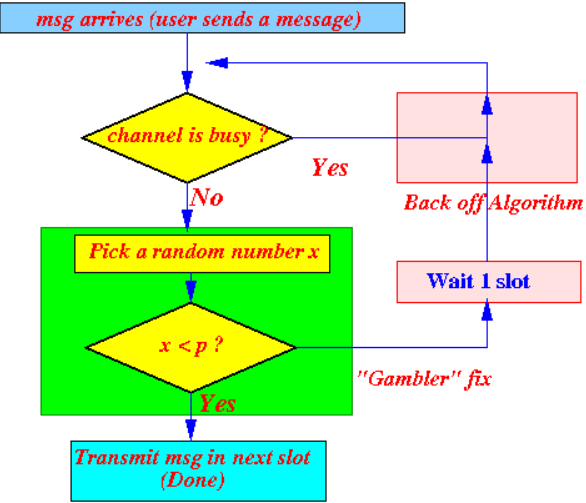 msg arrives (user sends a message)
channel is busy ?
Yes
No
Back off Algorithm
Pick a random number x
Wait 1 slot
x < p ?
"Gambler" fix
Yes
Transmit msg in next slot
(Done)